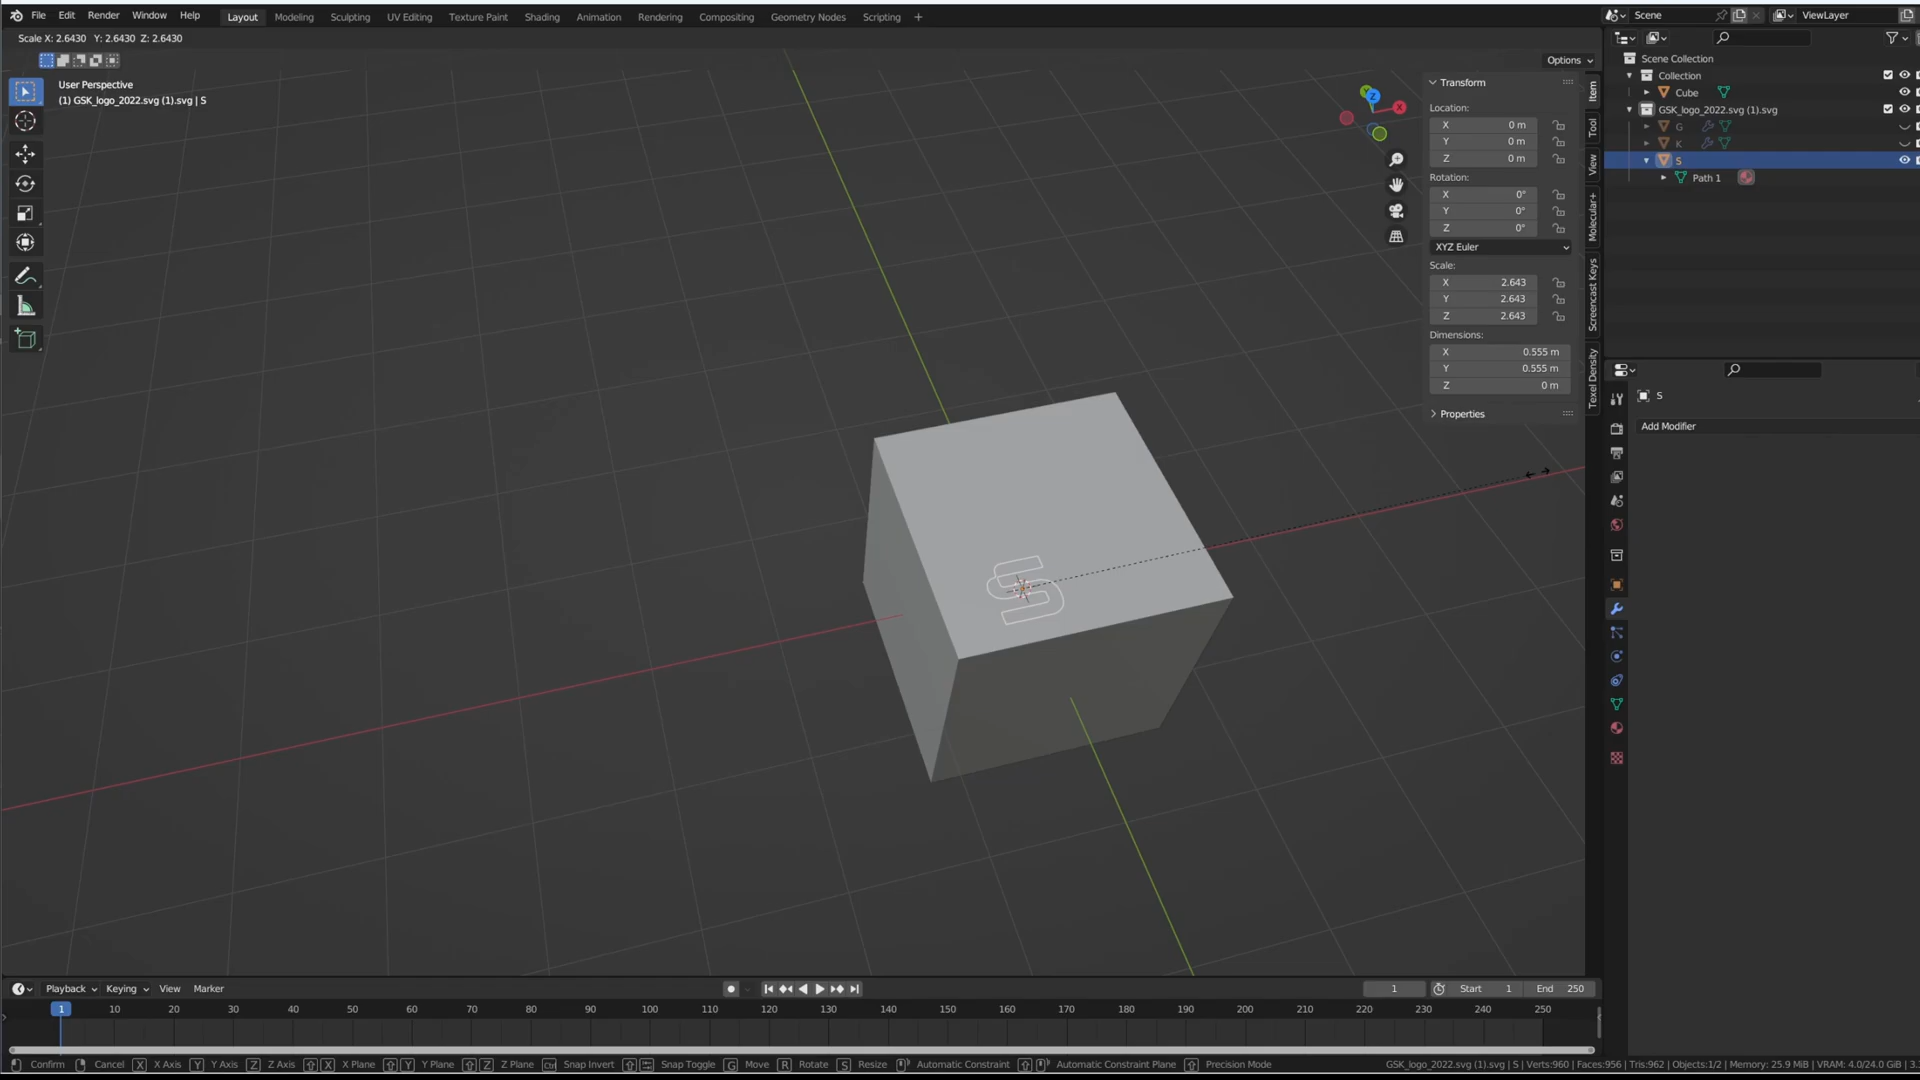 File Edit Render Window Help Layout Modeling Sculpting UV Editing Texture Paint Shading Animation Rendering Compositing Geometry Nodes Scripting + Scene ViewLayer
Scale X: 2.6430 Y: 2.6430 Z: 2.6430
Options
User Perspective
(1) GSK_logo_2022.svg (1).svg | S
Transform
Location:
X 0 m
Y 0 m
Z 0 m
Rotation:
X 0°
Y 0°
Z 0°
XYZ Euler
Scale:
X 2.643
Y 2.643
Z 2.643
Dimensions:
X 0.555 m
Y 0.555 m
Z 0 m
Properties
Item
Tool
View
Molecular+
Screencast Keys
Texel Density
Y
Z
X
S
Scene Collection
Collection
Cube
GSK_logo_2022.svg (1).svg
G
K
S
Path 1
S
Add Modifier
Playback Keying View Marker 1 Start 1 End 250
1 10 20 30 40 50 60 70 80 90 100 110 120 130 140 150 160 170 180 190 200 210 220 230 240 250
Confirm Cancel X X Axis Y Y Axis Z Z Axis X X Plane Y Y Plane Z Z Plane Ctrl Snap Invert Snap Toggle G Move R Rotate S Resize Automatic Constraint Automatic Constraint Plane Precision Mode GSK_logo_2022.svg (1).svg | S | Verts:960 | Faces:956 | Tris:962 | Objects:1/2 | Memory: 25.9 MiB | VRAM: 4.0/24.0 GiB | 3.